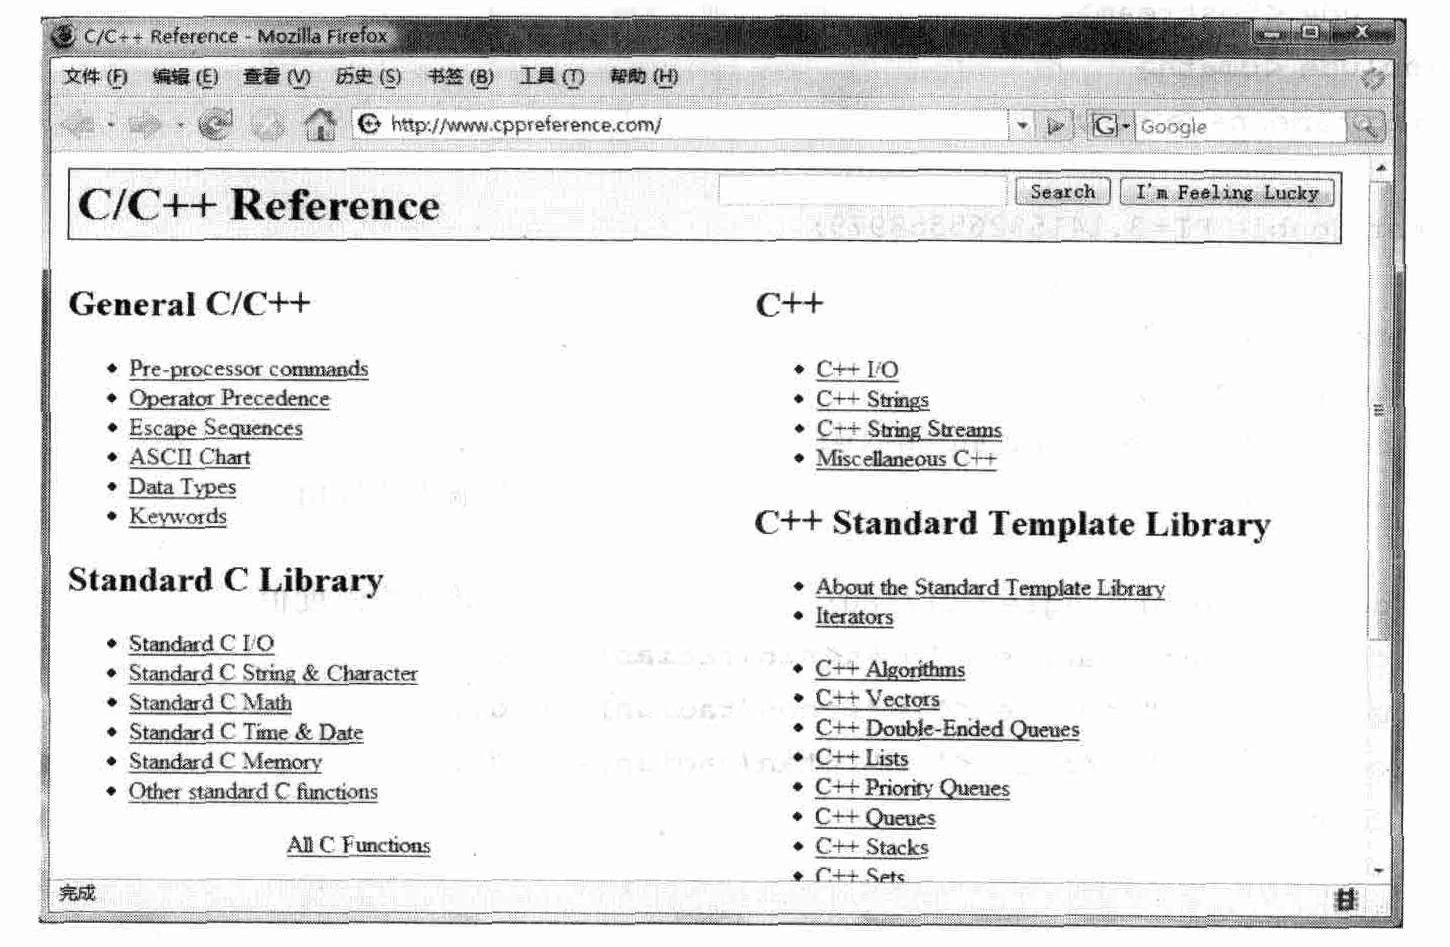 C/C++ Reference - Mozilla Firefox
文件 (F) 编辑 (E) 查看 (V) 历史 (S) 书签 (B) 工具 (T) 帮助 (H)
http://www.cppreference.com/
G Google
C/C++ Reference
Search I'm Feeling Lucky
General C/C++
• Pre-processor commands
• Operator Precedence
• Escape Sequences
• ASCII Chart
• Data Types
• Keywords
Standard C Library
• Standard C I/O
• Standard C String & Character
• Standard C Math
• Standard C Time & Date
• Standard C Memory
• Other standard C functions
All C Functions
C++
• C++ I/O
• C++ Strings
• C++ String Streams
• Miscellaneous C++
C++ Standard Template Library
• About the Standard Template Library
• Iterators
• C++ Algorithms
• C++ Vectors
• C++ Double-Ended Queues
• C++ Lists
• C++ Priority Queues
• C++ Queues
• C++ Stacks
• C++ Sets
完成